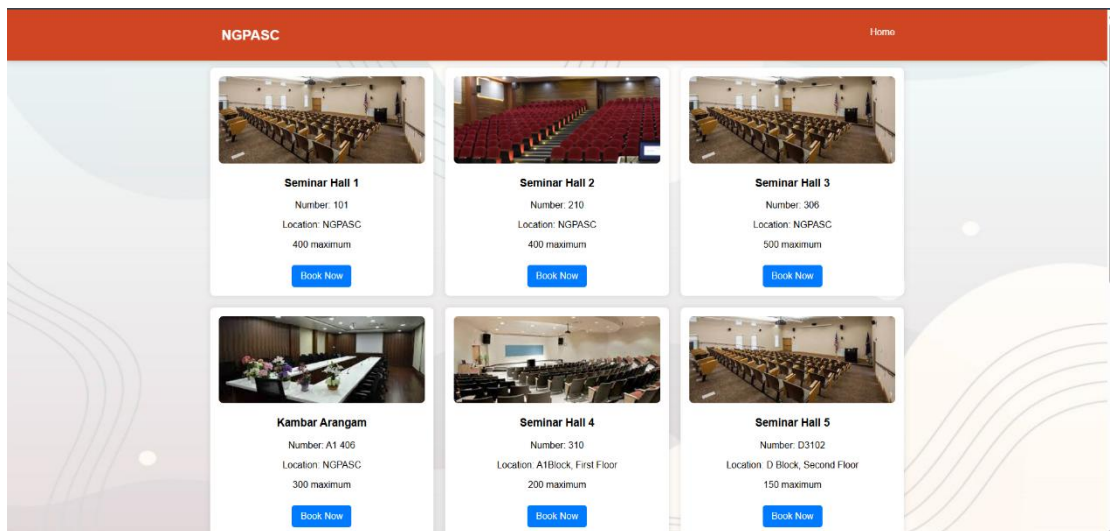 NGPASC
Home
Seminar Hall 1
Number: 101
Location: NGPASC
400 maximum
Book Now
Seminar Hall 2
Number: 210
Location: NGPASC
400 maximum
Book Now
Seminar Hall 3
Number: 306
Location: NGPASC
500 maximum
Book Now
Kambar Arangam
Number: A1 406
Location: NGPASC
300 maximum
Book Now
Seminar Hall 4
Number: 310
Location: A1Block, First Floor
200 maximum
Book Now
Seminar Hall 5
Number: D3102
Location: D Block, Second Floor
150 maximum
Book Now